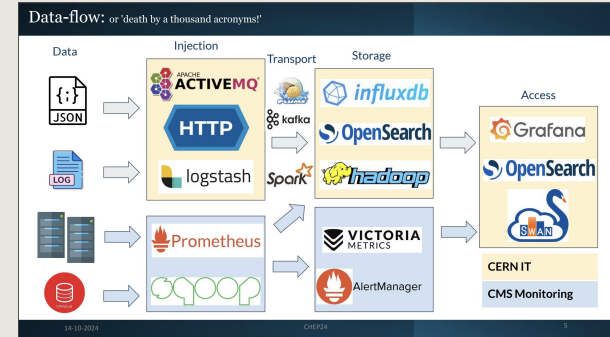 Data-flow: or 'death by a thousand acronyms!'
Data
Injection
Transport
Storage
Access
{;}
JSON
LOG
ORACLE
APACHE
ACTIVEMQ
HTTP
logstash
Prometheus
sqoop
kafka
Spark
influxdb
OpenSearch
hadoop
VICTORIA
METRICS
AlertManager
Grafana
OpenSearch
SWAN
CERN IT
CMS Monitoring
14-10-2024
CHEP24
5